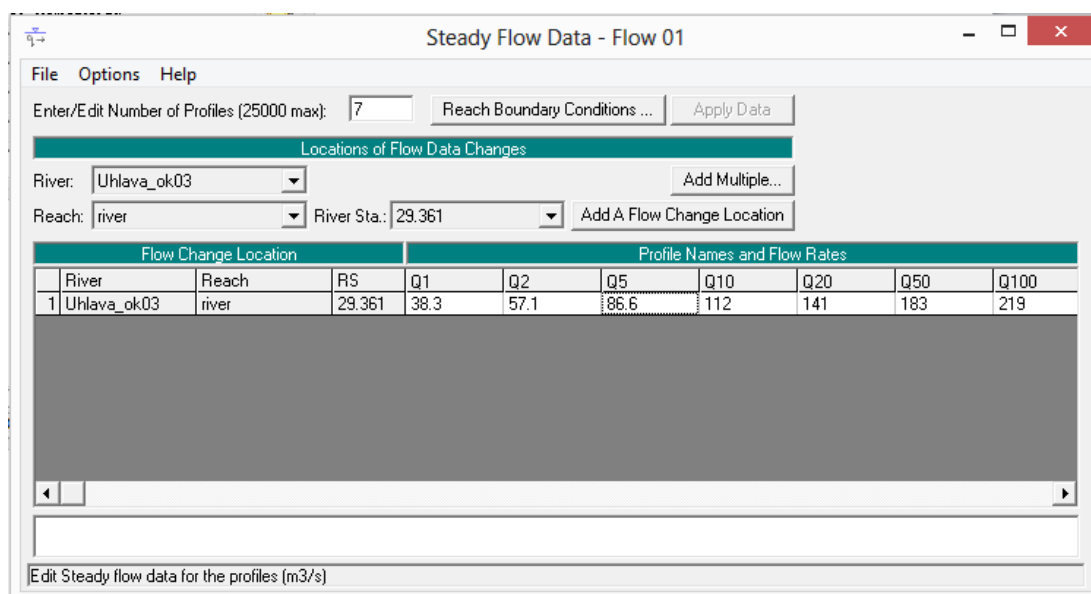 Steady Flow Data - Flow 01
File Options Help
Enter/Edit Number of Profiles (25000 max): 7 Reach Boundary Conditions ... Apply Data
Locations of Flow Data Changes
River: Uhlava_ok03 Add Multiple...
Reach: river River Sta.: 29.361 Add A Flow Change Location
Flow Change Location Profile Names and Flow Rates
River Reach RS Q1 Q2 Q5 Q10 Q20 Q50 Q100
1 Uhlava_ok03 river 29.361 38.3 57.1 86.6 112 141 183 219
Edit Steady flow data for the profiles (m3/s)